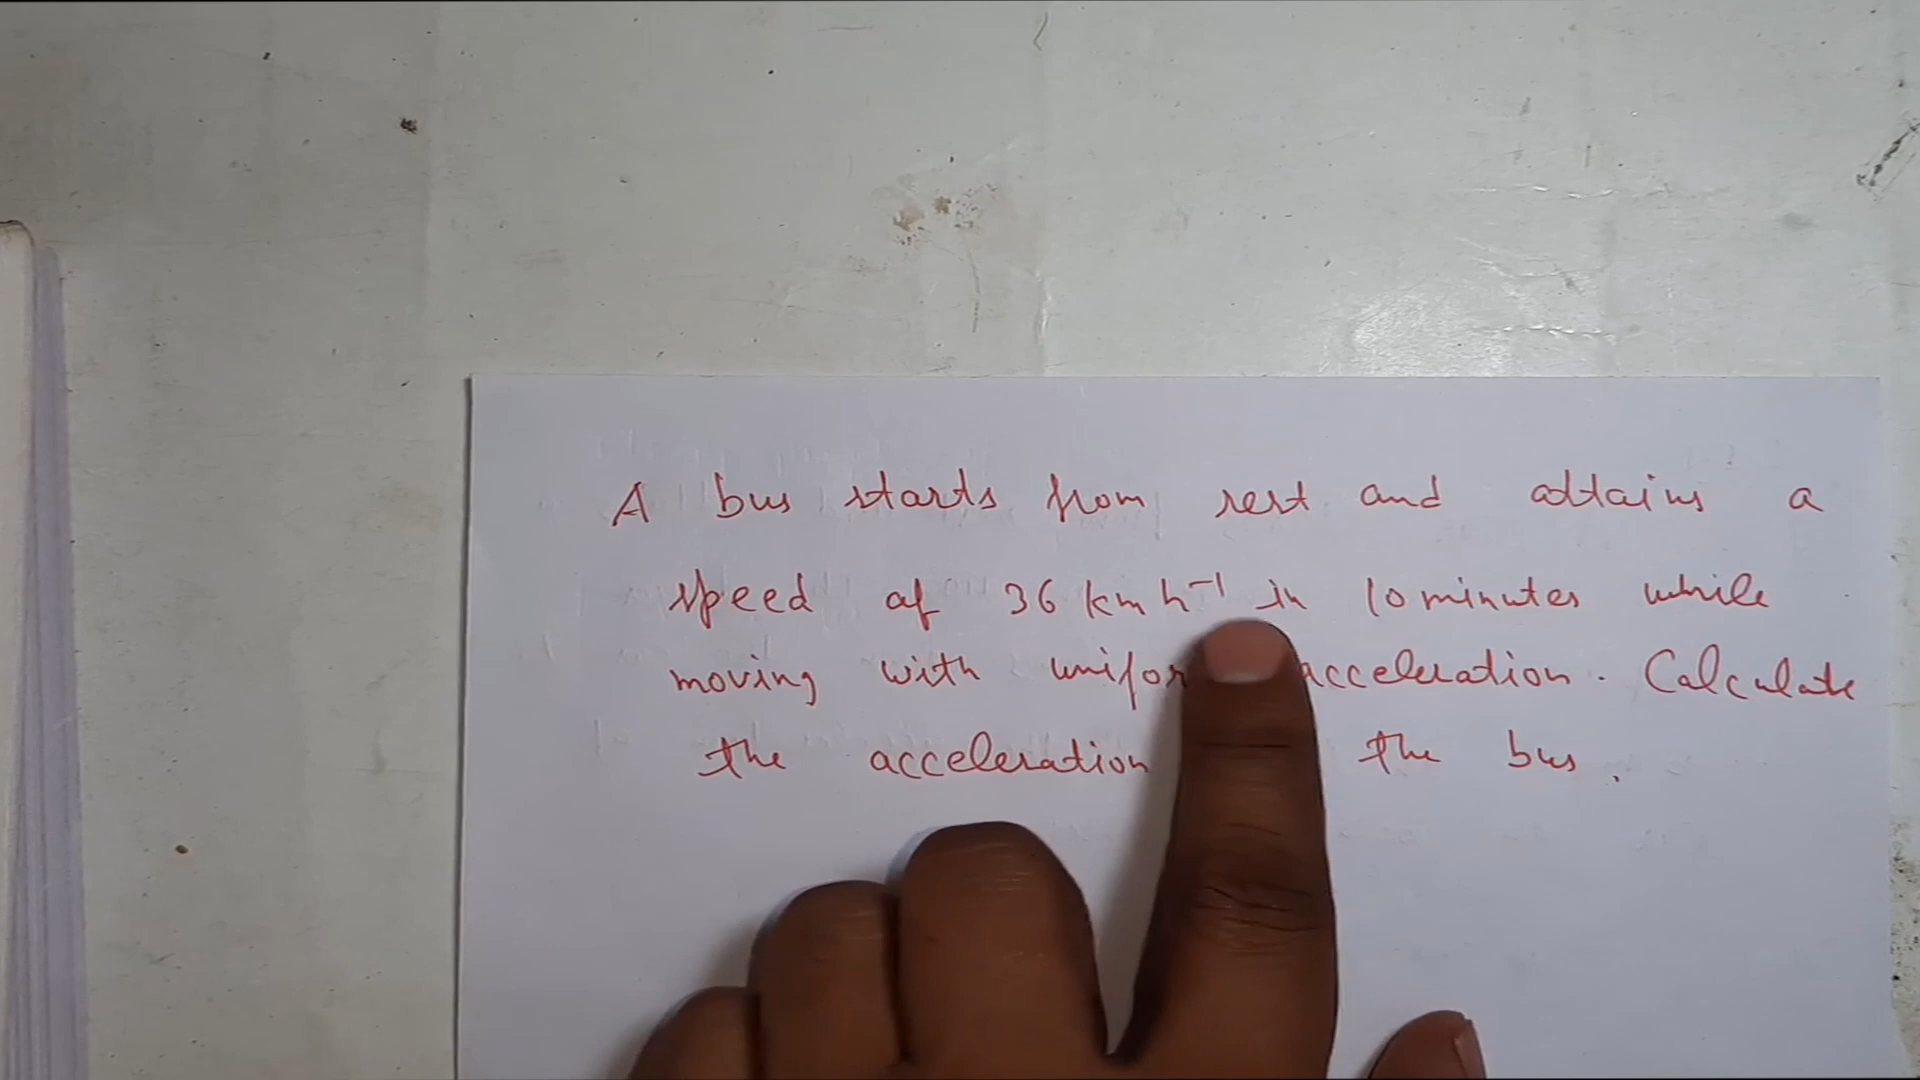 A bus starts from rest and attains a
speed of 36 km h⁻¹ in 10 minutes while
moving with unifor acceleration. Calculate
the acceleration the bus.